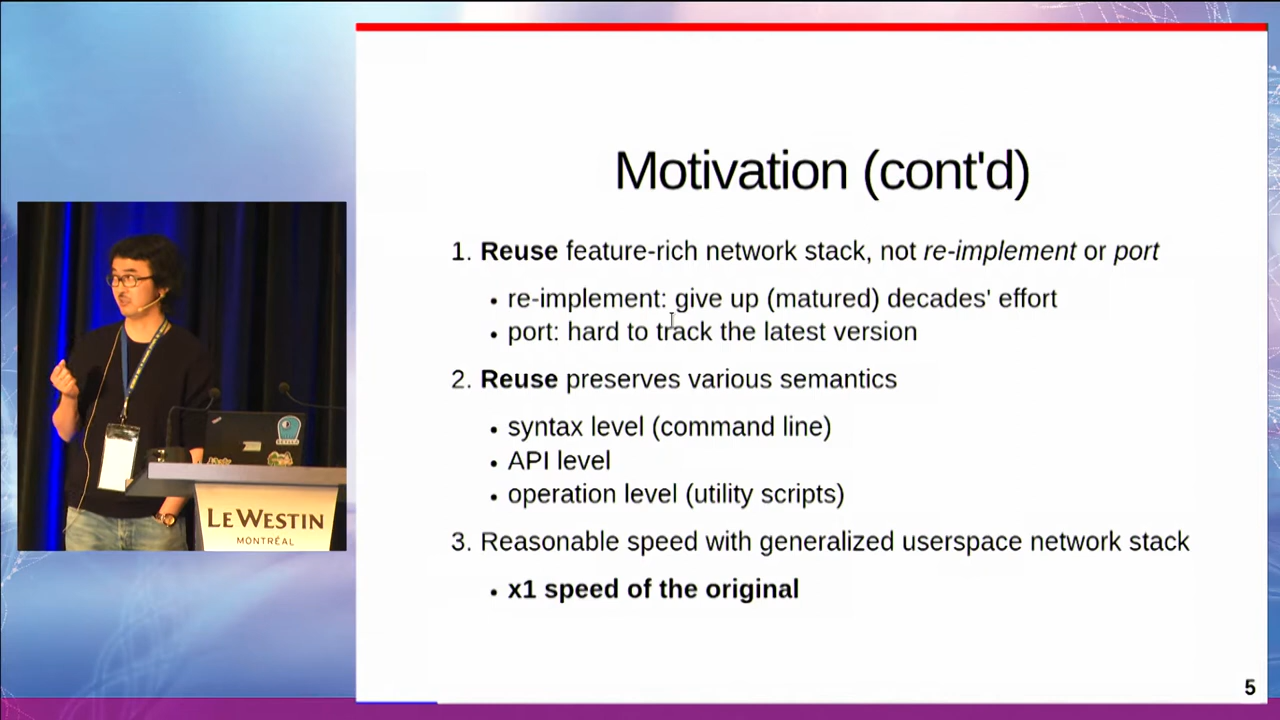 Motivation (cont'd)
1. Reuse feature-rich network stack, not re-implement or port
• re-implement: give up (matured) decades' effort
• port: hard to track the latest version
2. Reuse preserves various semantics
• syntax level (command line)
• API level
• operation level (utility scripts)
3. Reasonable speed with generalized userspace network stack
• x1 speed of the original
5
LE WESTIN
MONTRÉAL